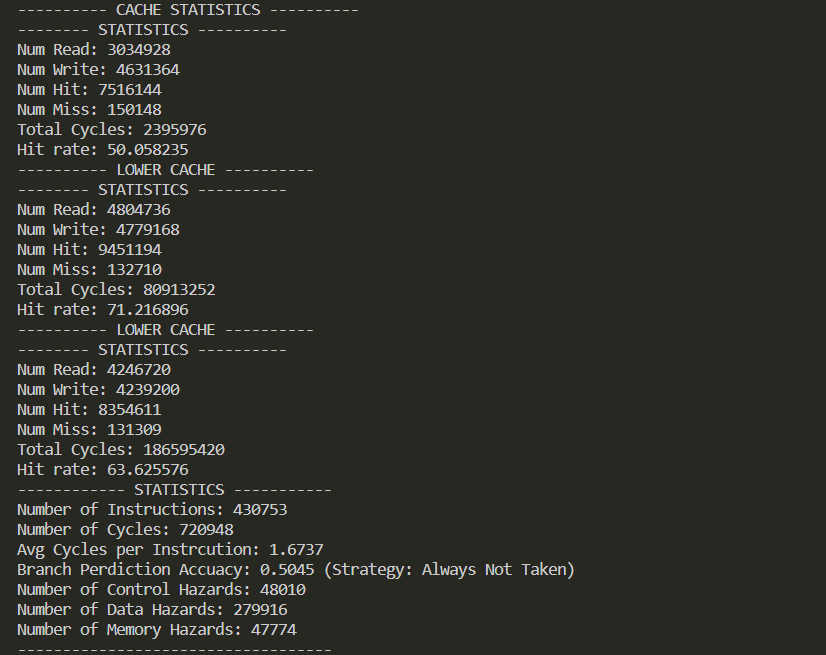 ---------- CACHE STATISTICS ----------
-------- STATISTICS ----------
Num Read: 3034928
Num Write: 4631364
Num Hit: 7516144
Num Miss: 150148
Total Cycles: 2395976
Hit rate: 50.058235
---------- LOWER CACHE ----------
-------- STATISTICS ----------
Num Read: 4804736
Num Write: 4779168
Num Hit: 9451194
Num Miss: 132710
Total Cycles: 80913252
Hit rate: 71.216896
---------- LOWER CACHE ----------
-------- STATISTICS ----------
Num Read: 4246720
Num Write: 4239200
Num Hit: 8354611
Num Miss: 131309
Total Cycles: 186595420
Hit rate: 63.625576
------------ STATISTICS -----------
Number of Instructions: 430753
Number of Cycles: 720948
Avg Cycles per Instrcution: 1.6737
Branch Perdiction Accuacy: 0.5045 (Strategy: Always Not Taken)
Number of Control Hazards: 48010
Number of Data Hazards: 279916
Number of Memory Hazards: 47774
-----------------------------------